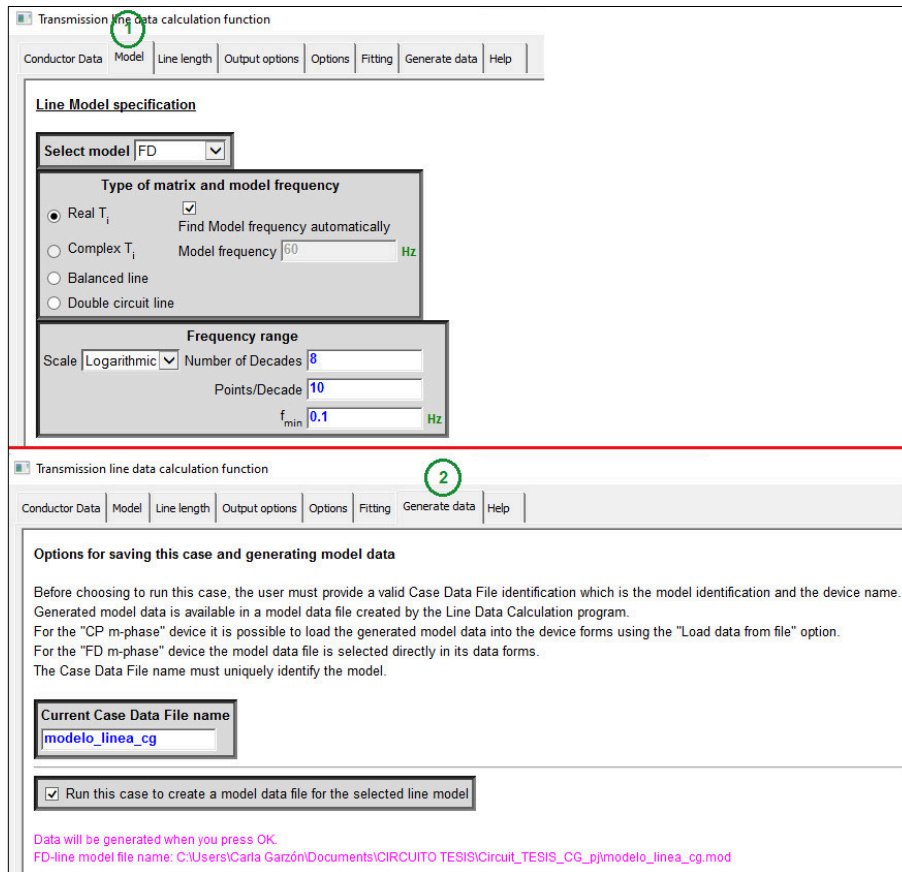 Transmission line data calculation function
1
Conductor Data Model Line length Output options Options Fitting Generate data Help
Line Model specification
Select model FD
Type of matrix and model frequency
Real Ti
Find Model frequency automatically
Complex Ti Model frequency 60 Hz
Balanced line
Double circuit line
Frequency range
Scale Logarithmic Number of Decades 8
Points/Decade 10
fmin 0.1 Hz
Transmission line data calculation function
2
Conductor Data Model Line length Output options Options Fitting Generate data Help
Options for saving this case and generating model data
Before choosing to run this case, the user must provide a valid Case Data File identification which is the model identification and the device name.
Generated model data is available in a model data file created by the Line Data Calculation program.
For the "CP m-phase" device it is possible to load the generated model data into the device forms using the "Load data from file" option.
For the "FD m-phase" device the model data file is selected directly in its data forms.
The Case Data File name must uniquely identify the model.
Current Case Data File name
modelo_linea_cg
Run this case to create a model data file for the selected line model
Data will be generated when you press OK.
FD-line model file name: C:\Users\Carla Garzón\Documents\CIRCUITO TESIS\Circuit_TESIS_CG_pj\modelo_linea_cg.mod